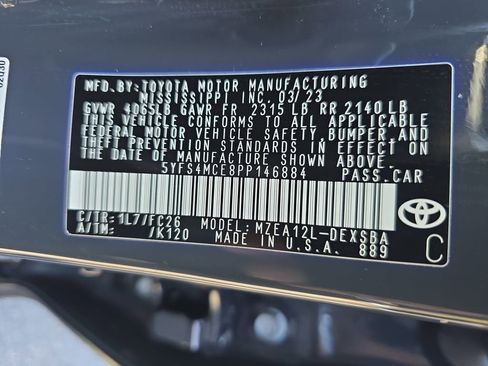 MFD.BY:TOYOTA MOTOR MANUFACTURING
MISSISSIPPI INC. 03/23
GVWR 4065LB GAWR FR 2315 LB RR 2140 LB
THIS VEHICLE CONFORMS TO ALL APPLICABLE
FEDERAL MOTOR VEHICLE SAFETY, BUMPER, AND
THEFT PREVENTION STANDARDS IN EFFECT ON
THE DATE OF MANUFACTURE SHOWN ABOVE.
5YFS4MCE8PP146884 PASS.CAR
C/TR: 1L7/FC26 MODEL: MZEA12L-DEXSBA
A/TM: /K120 MADE IN U.S.A. 889
C